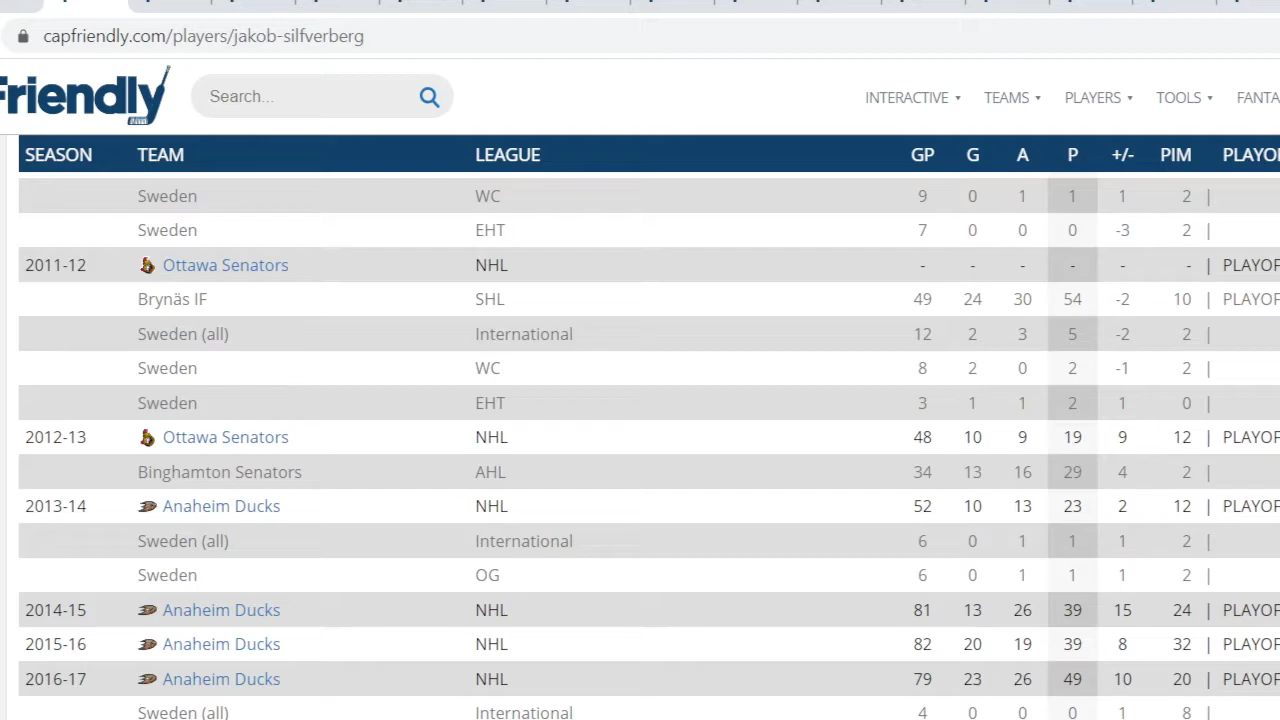 capfriendly.com/players/jakob-silfverberg
Friendly Search... INTERACTIVE TEAMS PLAYERS TOOLS FANTA
SEASON TEAM LEAGUE GP G A P +/- PIM PLAYOF
Sweden WC 9 0 1 1 1 2 |
Sweden EHT 7 0 0 0 -3 2 |
2011-12 Ottawa Senators NHL - - - - - - | PLAYOF
Brynäs IF SHL 49 24 30 54 -2 10 | PLAYOF
Sweden (all) International 12 2 3 5 -2 2 |
Sweden WC 8 2 0 2 -1 2 |
Sweden EHT 3 1 1 2 1 0 |
2012-13 Ottawa Senators NHL 48 10 9 19 9 12 | PLAYOF
Binghamton Senators AHL 34 13 16 29 4 2 |
2013-14 Anaheim Ducks NHL 52 10 13 23 2 12 | PLAYOF
Sweden (all) International 6 0 1 1 1 2 |
Sweden OG 6 0 1 1 1 2 |
2014-15 Anaheim Ducks NHL 81 13 26 39 15 24 | PLAYOF
2015-16 Anaheim Ducks NHL 82 20 19 39 8 32 | PLAYOF
2016-17 Anaheim Ducks NHL 79 23 26 49 10 20 | PLAYOF
Sweden (all) International 4 0 0 0 1 8 |